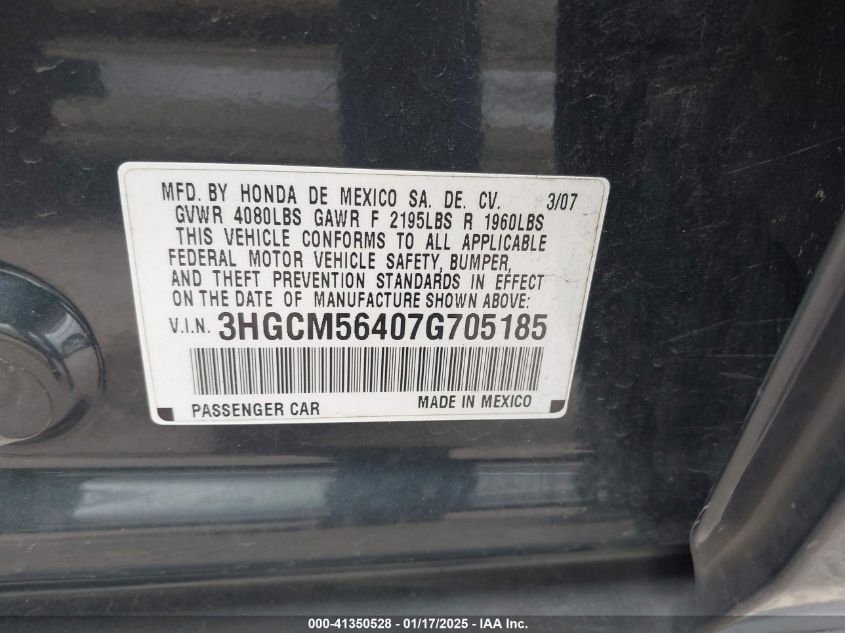 MFD. BY HONDA DE MEXICO SA. DE. CV. 3/07
GVWR 4080LBS GAWR F 2195LBS R 1960LBS
THIS VEHICLE CONFORMS TO ALL APPLICABLE
FEDERAL MOTOR VEHICLE SAFETY, BUMPER,
AND THEFT PREVENTION STANDARDS IN EFFECT
ON THE DATE OF MANUFACTURE SHOWN ABOVE:
V.I.N. 3HGCM56407G705185
PASSENGER CAR MADE IN MEXICO
000-41350528 - 01/17/2025 - IAA Inc.